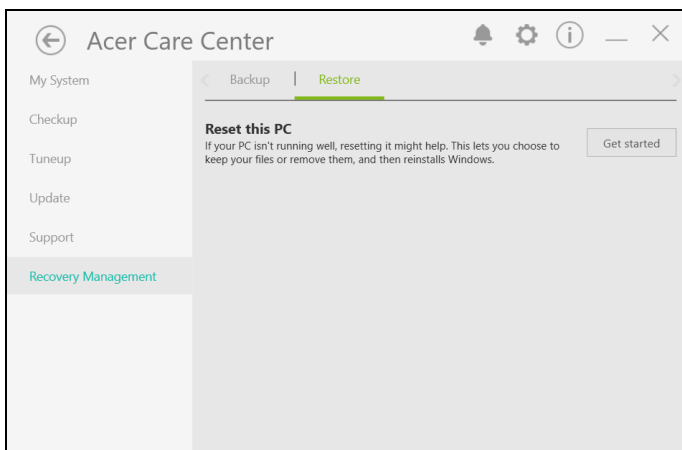 Acer Care Center
My System
Backup | Restore
Checkup
Reset this PC
If your PC isn't running well, resetting it might help. This lets you choose to
keep your files or remove them, and then reinstalls Windows.
Get started
Tuneup
Update
Support
Recovery Management